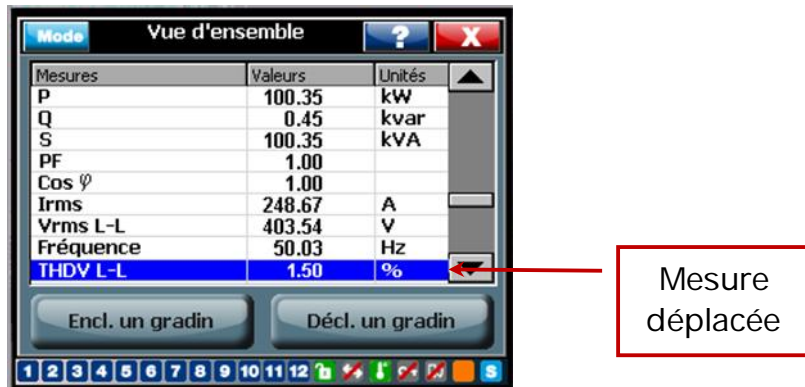 Mode Vue d'ensemble ? X
Mesures Valeurs Unités
P 100.35 kW
Q 0.45 kvar
S 100.35 kVA
PF 1.00
Cos φ 1.00
Irms 248.67 A
Vrms L-L 403.54 V
Fréquence 50.03 Hz
THDV L-L 1.50 %
Encl. un gradin Décl. un gradin
1 2 3 4 5 6 7 8 9 10 11 12 S
Mesure
déplacée